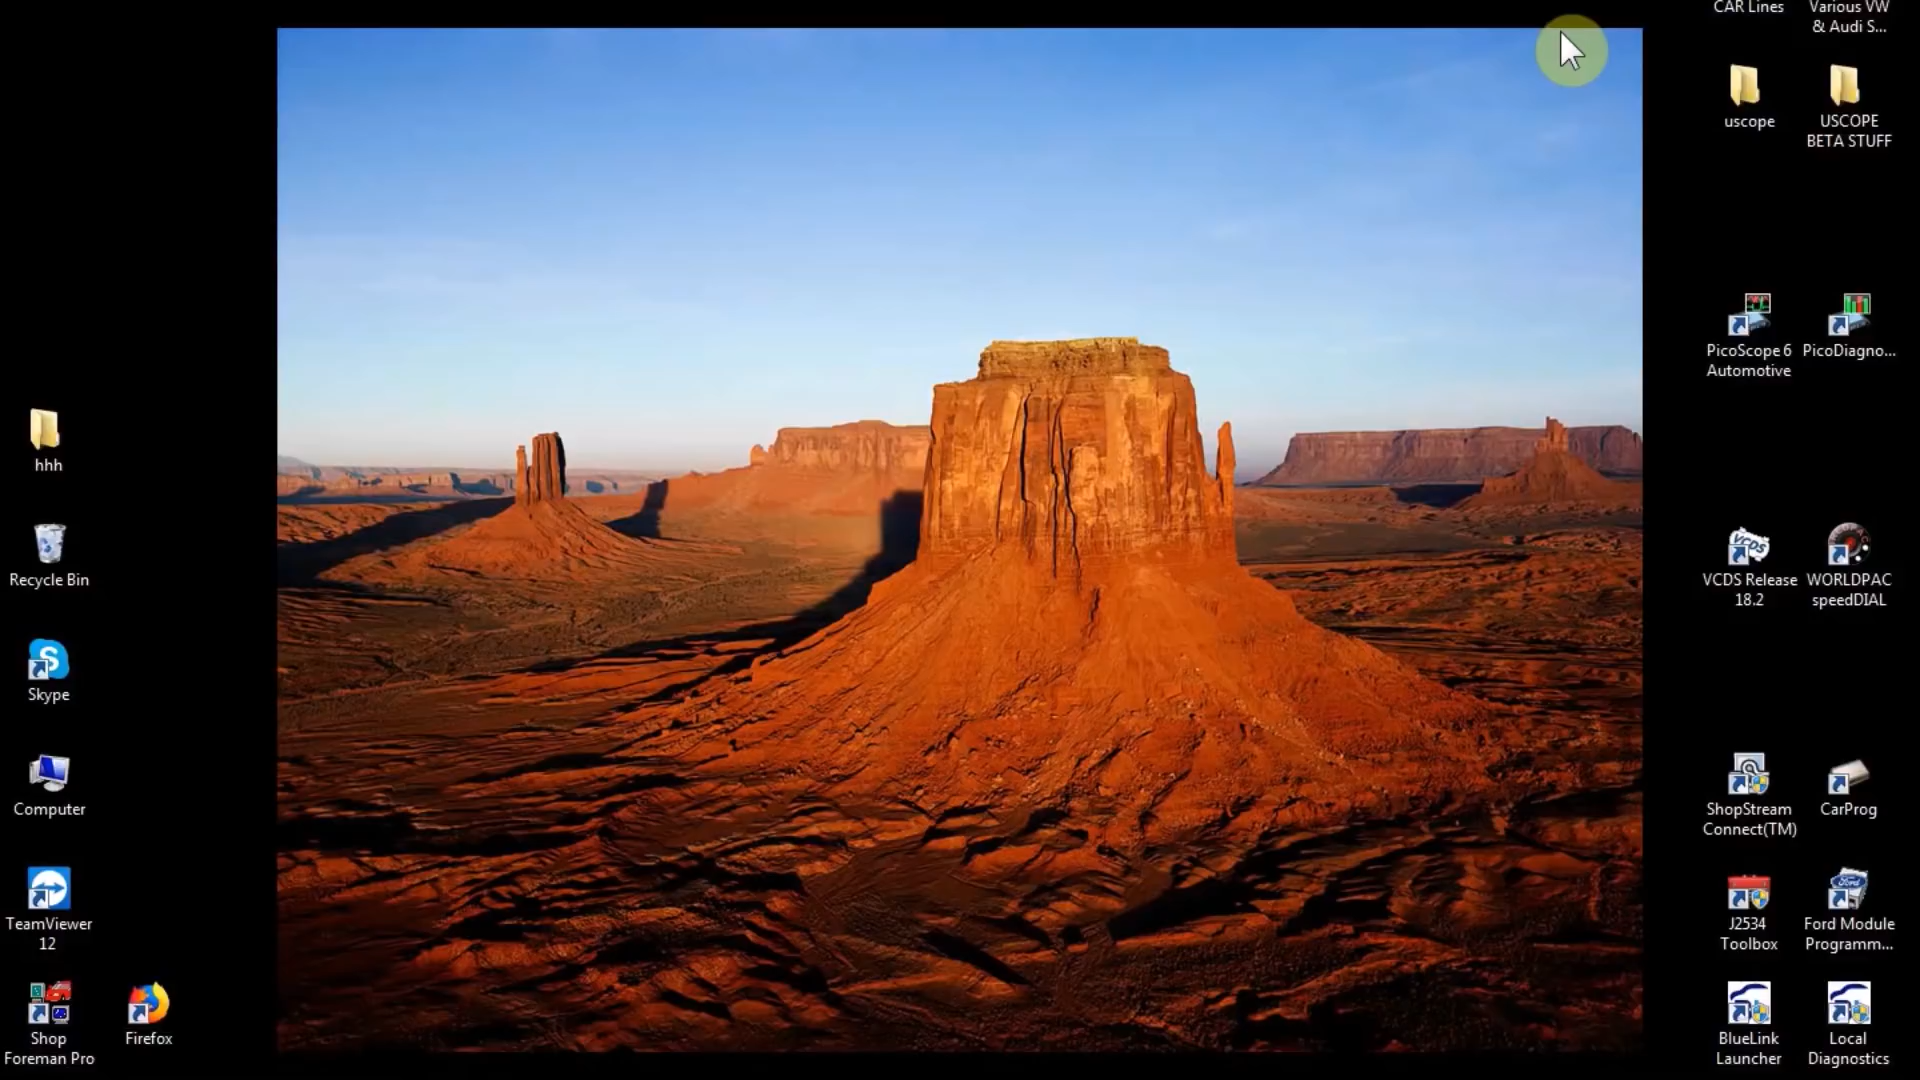 CAR Lines
Various VW
& Audi S...
uscope
USCOPE
BETA STUFF
PicoScope 6
Automotive
PicoDiagno...
hhh
Recycle Bin
VCDS Release
18.2
WORLDPAC
speedDIAL
Skype
Computer
ShopStream
Connect(TM)
CarProg
TeamViewer
12
J2534
Toolbox
Ford Module
Programm...
Shop
Foreman Pro
Firefox
BlueLink
Launcher
Local
Diagnostics
VCDS
Ford